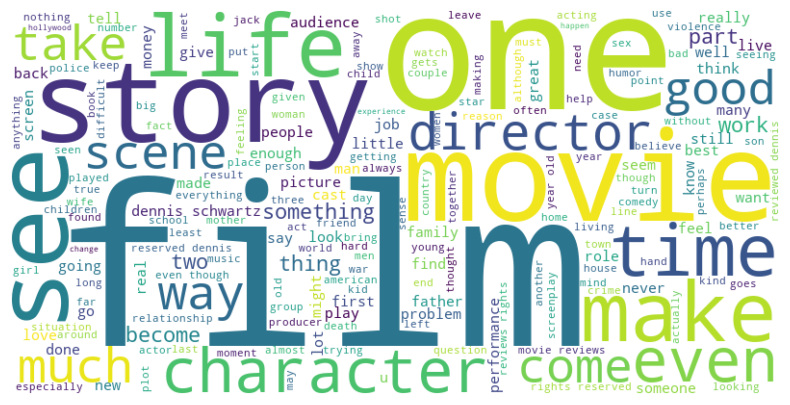 nothing
hollywood
number
tell
take
life
jack
meet
audience
money
give
police
keep
put
start
away
show
child
shot
leave
acting
use
violence
watch
gets
couple
making
although
must
need
happen
sex
bad
humor
point
really
part
live
well
seeing
think
one
good
back
screen
anything
book
difficult
story
big
given
woman
people
fact
feeling
experience
star
great
help
often
reason
case
without
many
work
believe
still
son
director
job
little
women
getting
see
seen
scene
enough
place
person
man
always
movie
year
best
know
perhaps
want
reviewed dennis
played
true
wife
children
found
made
result
everything
picture
three
cast
day
country
together
year old
seem
though
turn
comedy
line
better
dennis schwartz
something
school
mother
act
friend
sense
home
living
town
time
film
change
girl
least
reserved dennis
say
look
bring
family
young
role
feel
house
hand
going
long
real
two
music
even though
thing
world
hard
men
american
war
kid
find
thought
end
father
never
mind
kind
goes
far
go
way
old
might
first
another
screenplay
crime
make
actually
situation
relationship
group
become
producer
play
death
left
problem
performance
reviews rights
love
around
done
much
actor
last
moment
almost
lot
trying
question
movie reviews
come
even
especially
new
plot
character
may
u
rights reserved
someone
looking